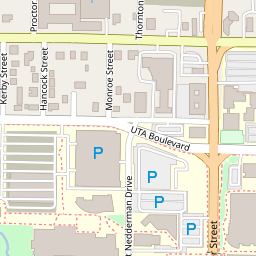 Proctor
Thornton
Kerby Street
Hancock Street
Monroe Street
UTA Boulevard
P
P
P
P
Nedderman Drive
Street